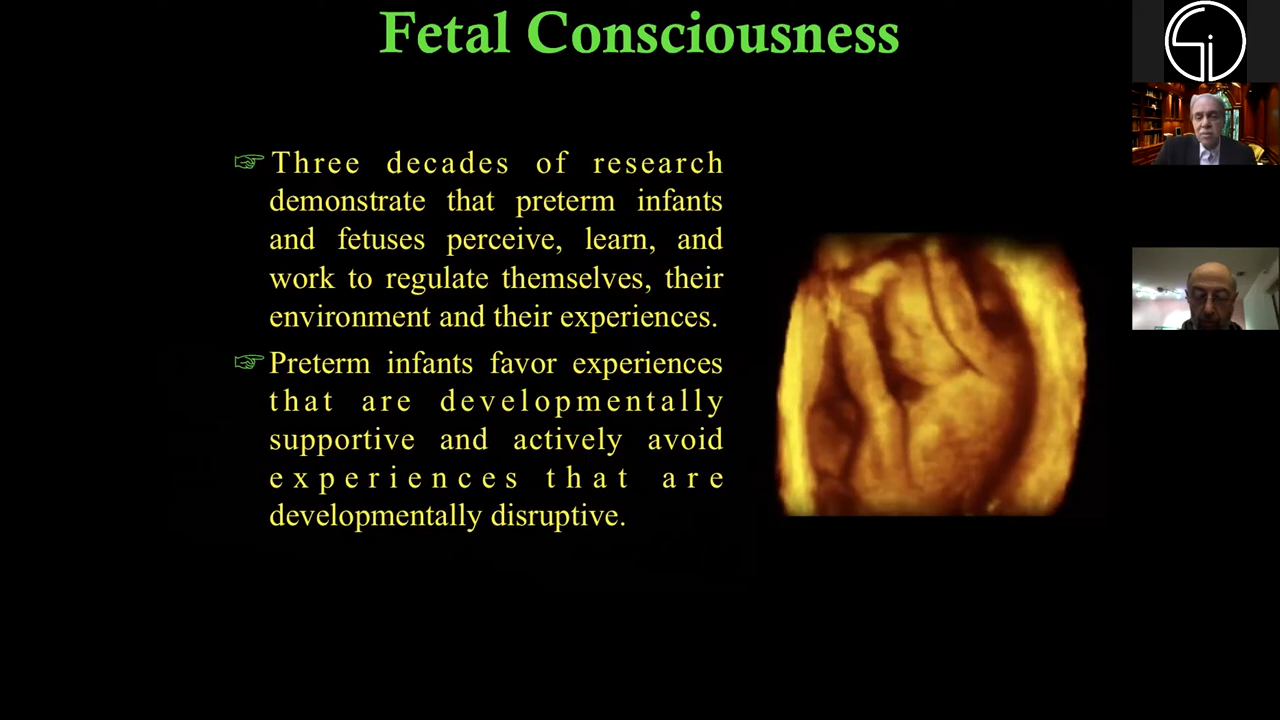 Fetal Consciousness
☞Three decades of research
demonstrate that preterm infants
and fetuses perceive, learn, and
work to regulate themselves, their
environment and their experiences.
☞Preterm infants favor experiences
that are developmentally
supportive and actively avoid
experiences that are
developmentally disruptive.